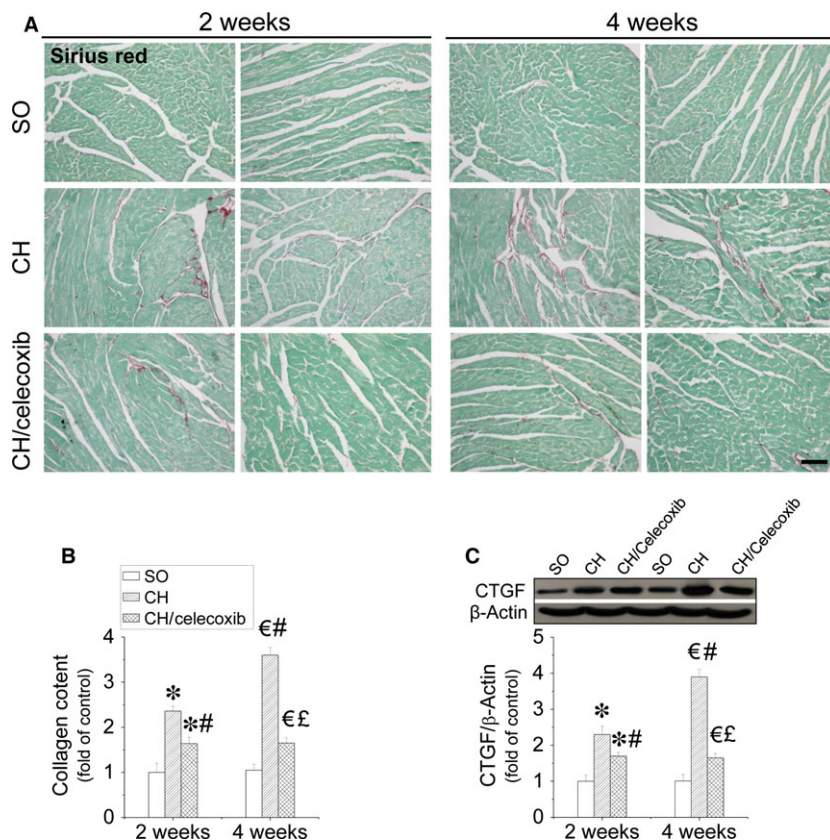 A
2 weeks
4 weeks
Sirius red
SO
CH
CH/celecoxib
B
SO
CH
CH/celecoxib
Collagen cotent
(fold of control)
4
3
2
1
0
*
*#
€#
€£
2 weeks
4 weeks
C
SO
CH
CH/Celecoxib
SO
CH
CH/Celecoxib
CTGF
β-Actin
CTGF/β-Actin
(fold of control)
5
4
3
2
1
0
*
*#
€#
€£
2 weeks
4 weeks